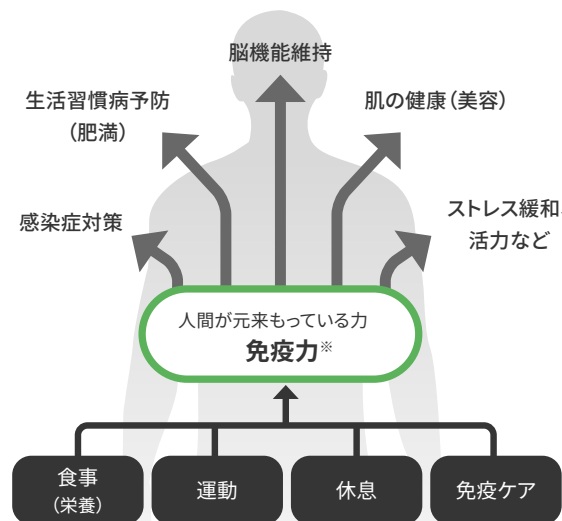 脳機能維持
生活習慣病予防
（肥満）
肌の健康（美容）
感染症対策
ストレス緩和、
活力など
人間が元来もっている力
免疫力※
食事
（栄養）
運動
休息
免疫ケア